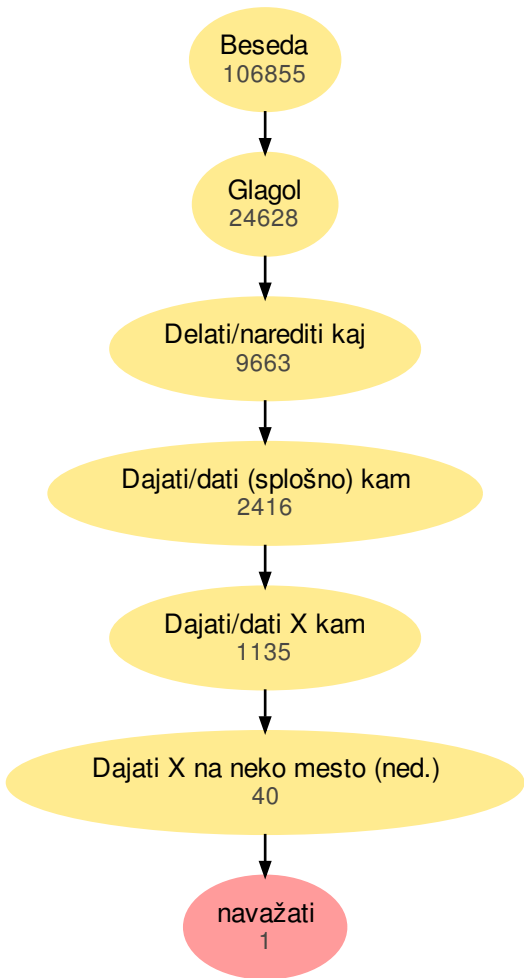 Beseda
106855
Glagol
24628
Delati/narediti kaj
9663
Dajati/dati (splošno) kam
2416
Dajati/dati X kam
1135
Dajati X na neko mesto (ned.)
40
navažati
1